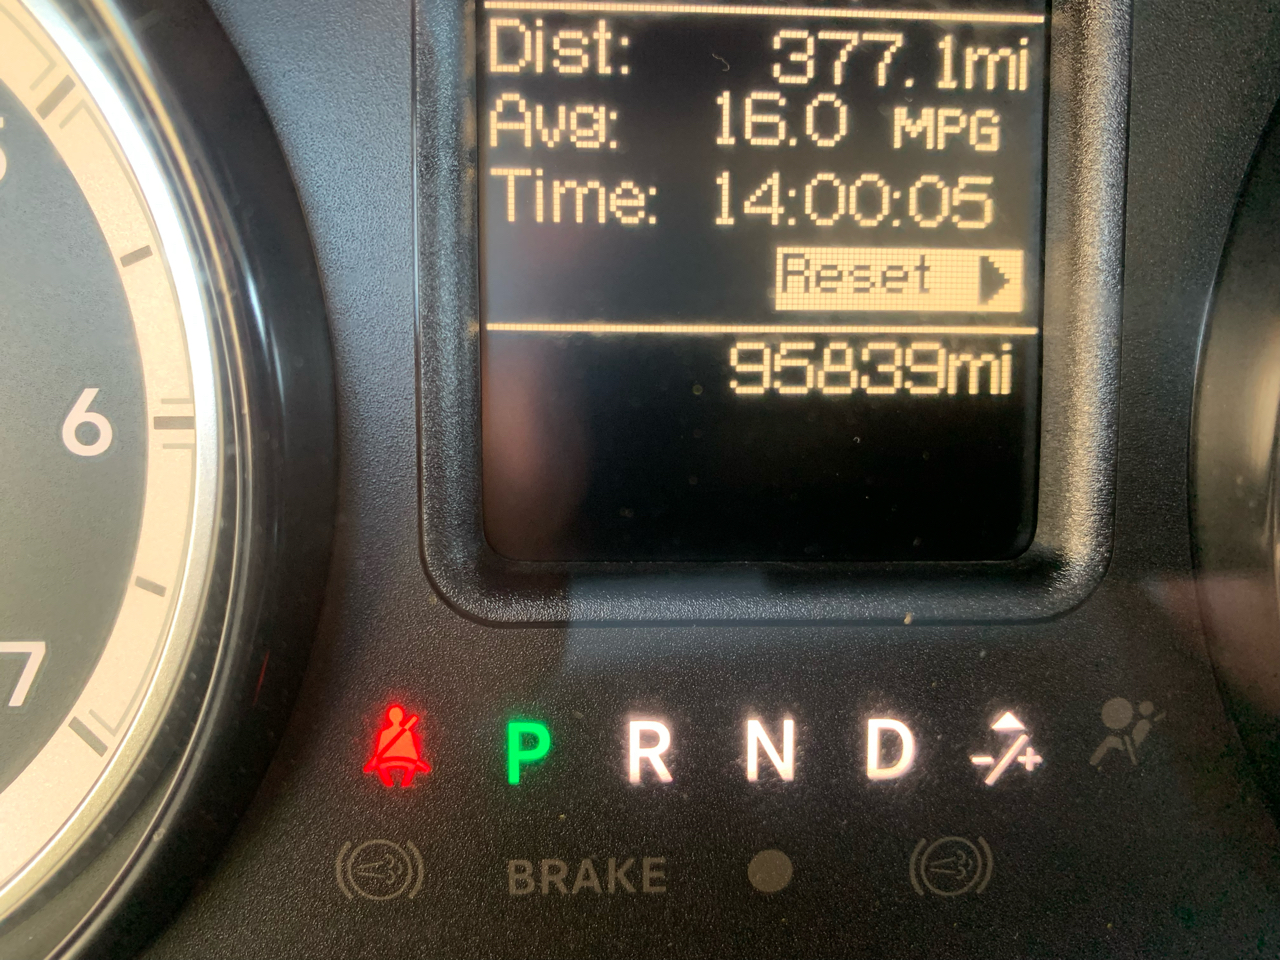 Dist: 377.1mi
Avg: 16.0 MPG
Time: 14:00:05
Reset
95839mi
6
7
P R N D - +
BRAKE